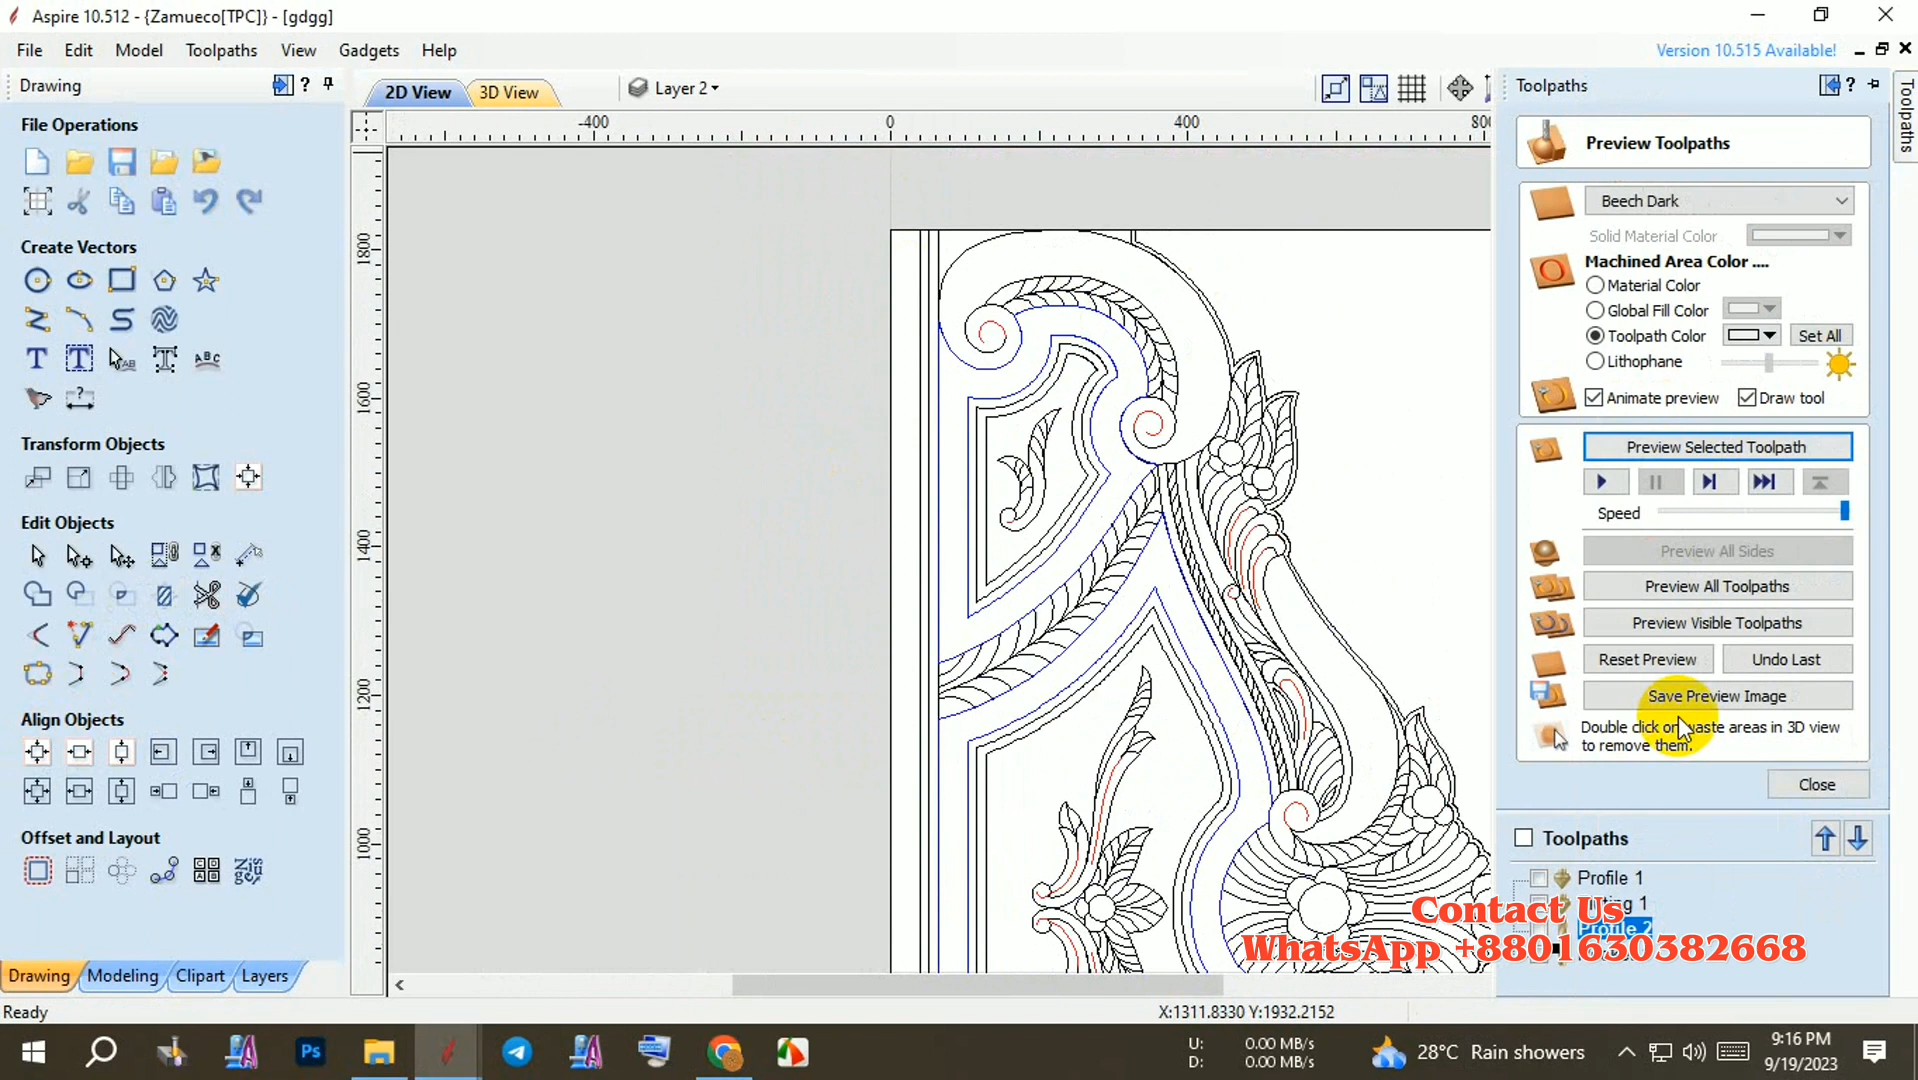 Aspire 10.512 - {Zamueco[TPC]} - [gdgg]
File Edit Model Toolpaths View Gadgets Help
Version 10.515 Available!
Drawing
?
2D View
3D View
Layer 2
Toolpaths
?
Toolpaths
-400
0
400
800
1800
1600
1400
1200
1000
File Operations
Create Vectors
Transform Objects
Edit Objects
Align Objects
Offset and Layout
Drawing Modeling Clipart Layers
Preview Toolpaths
Beech Dark
Solid Material Color
Machined Area Color ....
Material Color
Global Fill Color
Toolpath Color
Set All
Lithophane
Animate preview
Draw tool
Preview Selected Toolpath
Speed
Preview All Sides
Preview All Toolpaths
Preview Visible Toolpaths
Reset Preview
Undo Last
Save Preview Image
Double click on waste areas in 3D view
to remove them.
Close
Toolpaths
Profile 1
Profile 2
Contact Us
WhatsApp +8801630382668
Ready
X:1311.8330 Y:1932.2152
Ps
U: 0.00 MB/s
D: 0.00 MB/s
28°C Rain showers
9:16 PM
9/19/2023